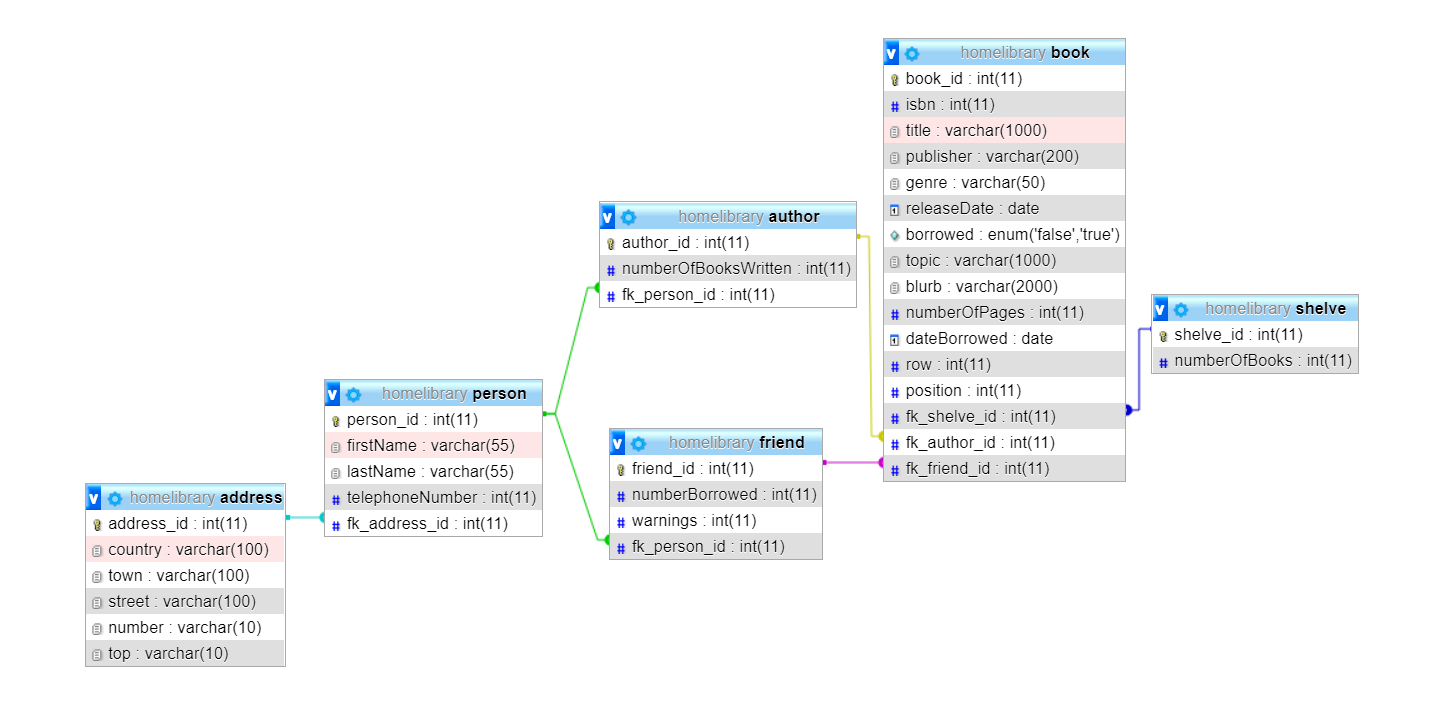 homelibrary address
address_id : int(11)
country : varchar(100)
town : varchar(100)
street : varchar(100)
number : varchar(10)
top : varchar(10)
homelibrary person
person_id : int(11)
firstName : varchar(55)
lastName : varchar(55)
telephoneNumber : int(11)
fk_address_id : int(11)
homelibrary author
author_id : int(11)
numberOfBooksWritten : int(11)
fk_person_id : int(11)
homelibrary friend
friend_id : int(11)
numberBorrowed : int(11)
warnings : int(11)
fk_person_id : int(11)
homelibrary book
book_id : int(11)
isbn : int(11)
title : varchar(1000)
publisher : varchar(200)
genre : varchar(50)
releaseDate : date
borrowed : enum('false','true')
topic : varchar(1000)
blurb : varchar(2000)
numberOfPages : int(11)
dateBorrowed : date
row : int(11)
position : int(11)
fk_shelve_id : int(11)
fk_author_id : int(11)
fk_friend_id : int(11)
homelibrary shelve
shelve_id : int(11)
numberOfBooks : int(11)